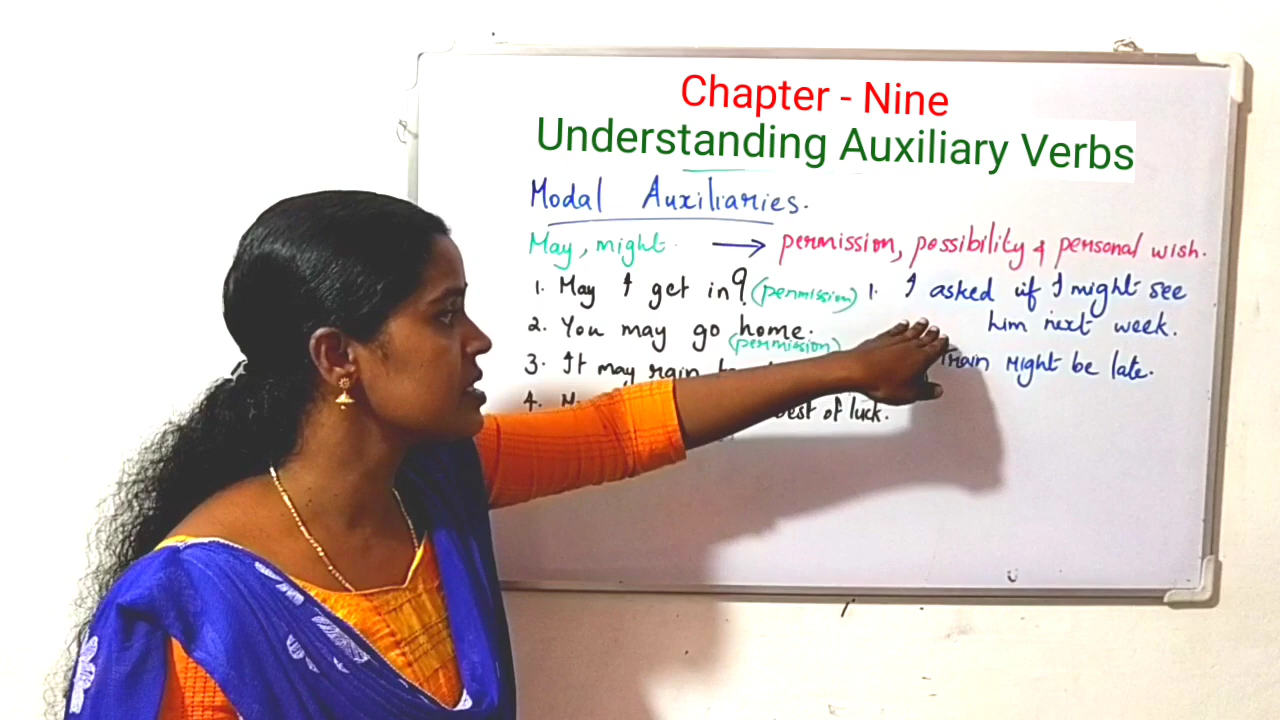 Chapter - Nine
Understanding Auxiliary Verbs
Modal Auxiliaries.
May, might → permission, possibility & personal wish.
1. May I get in? (permission)
2. You may go home.
(permission)
3. It may rain
4.
best of luck.
1. I asked if I might see
him next week.
train might be late.